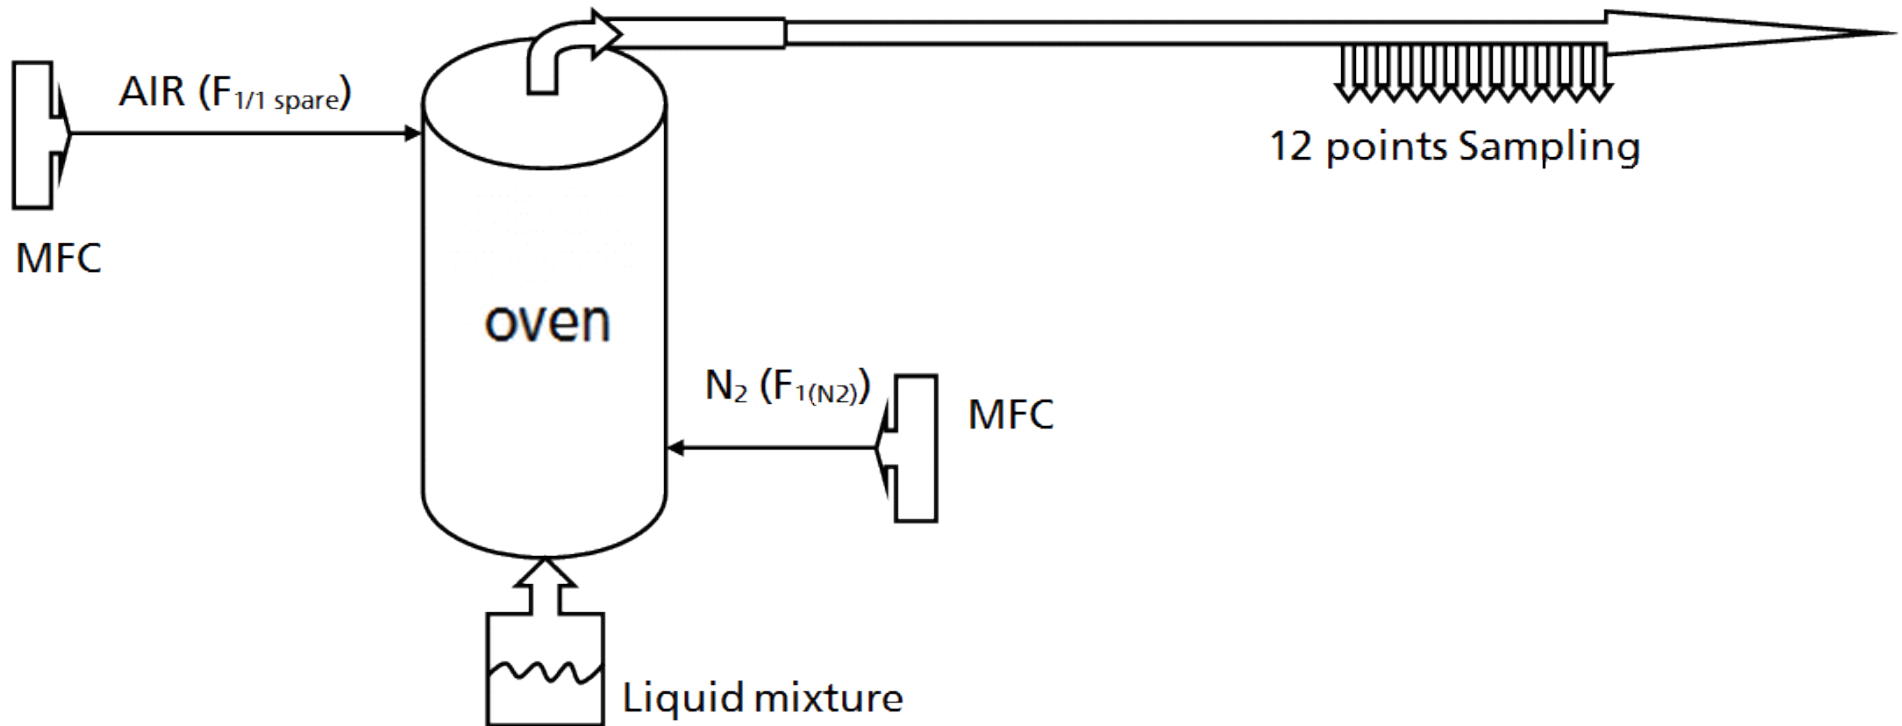 AIR (F1/1 spare)
12 points Sampling
MFC
oven
N2 (F1(N2))
MFC
Liquid mixture